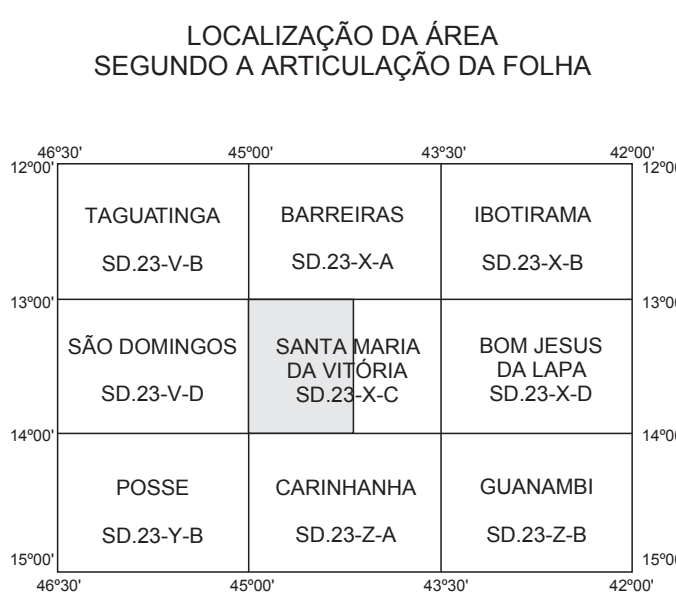 LOCALIZAÇÃO DA ÁREA
SEGUNDO A ARTICULAÇÃO DA FOLHA
46º30' 45º00' 43º30' 42º00'
12º00' 12º00
TAGUATINGA BARREIRAS IBOTIRAMA
SD.23-V-B SD.23-X-A SD.23-X-B
13º00' 13º00
SÃO DOMINGOS SANTA MARIA BOM JESUS
DA VITÓRIA DA LAPA
SD.23-V-D SD.23-X-C SD.23-X-D
14º00' 14º00
POSSE CARINHANHA GUANAMBI
SD.23-Y-B SD.23-Z-A SD.23-Z-B
15º00' 15º00
46º30' 45º00' 43º30' 42º00'